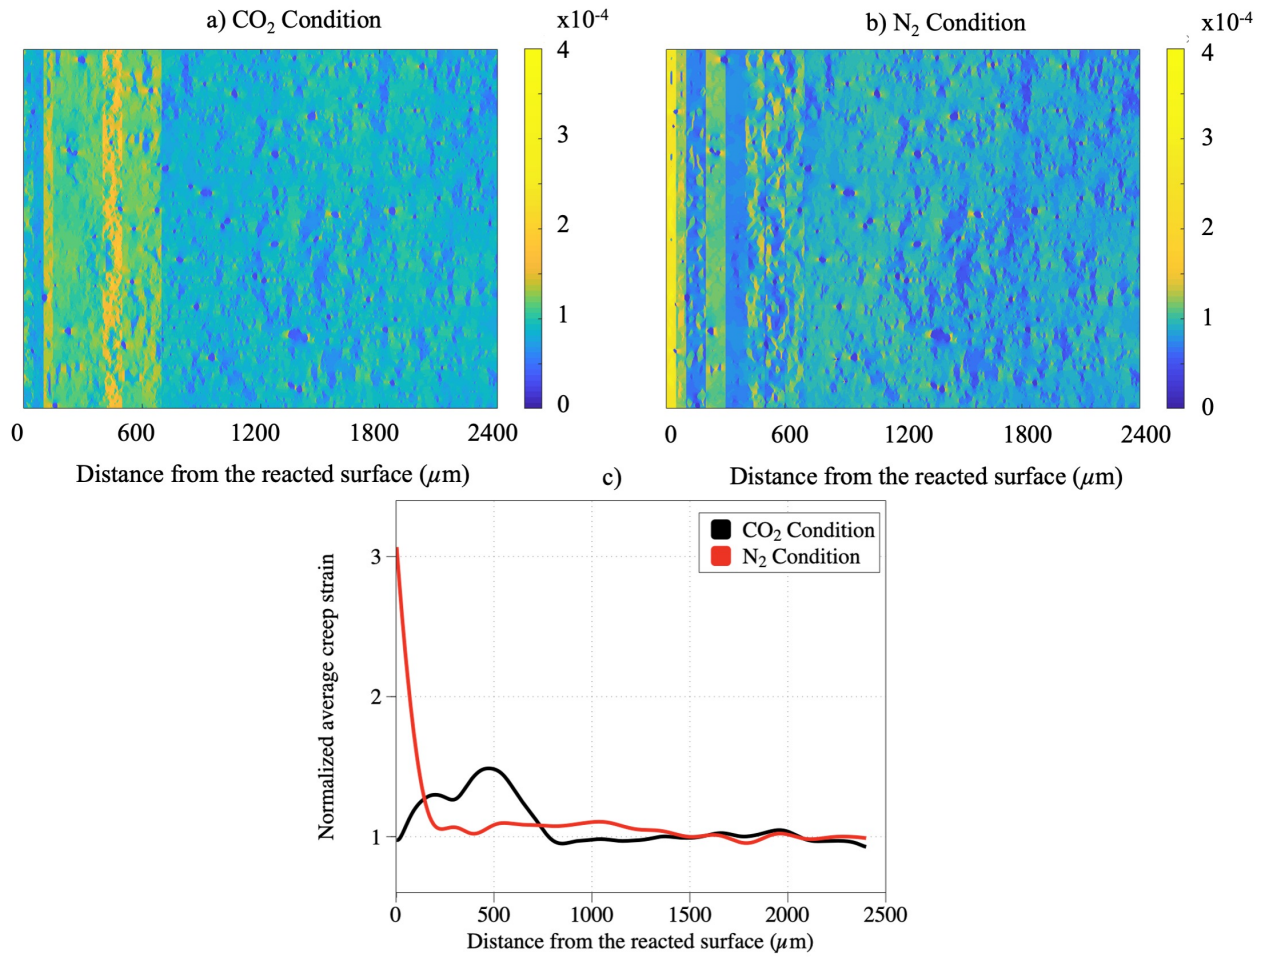 a) CO₂ Condition
x10⁻⁴
b) N₂ Condition
x10⁻⁴
4
3
2
1
0
4
3
2
1
0
0 600 1200 1800 2400
0 600 1200 1800 2400
Distance from the reacted surface (μm)
c)
Distance from the reacted surface (μm)
CO₂ Condition
N₂ Condition
Normalized average creep strain
3
2
1
0 500 1000 1500 2000 2500
Distance from the reacted surface (μm)